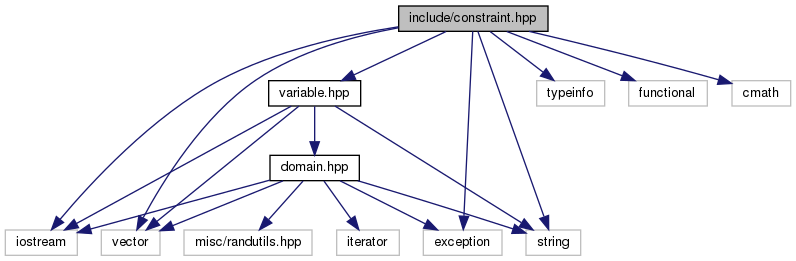 include/constraint.hpp
variable.hpp
typeinfo
functional
cmath
domain.hpp
iostream
vector
misc/randutils.hpp
iterator
exception
string